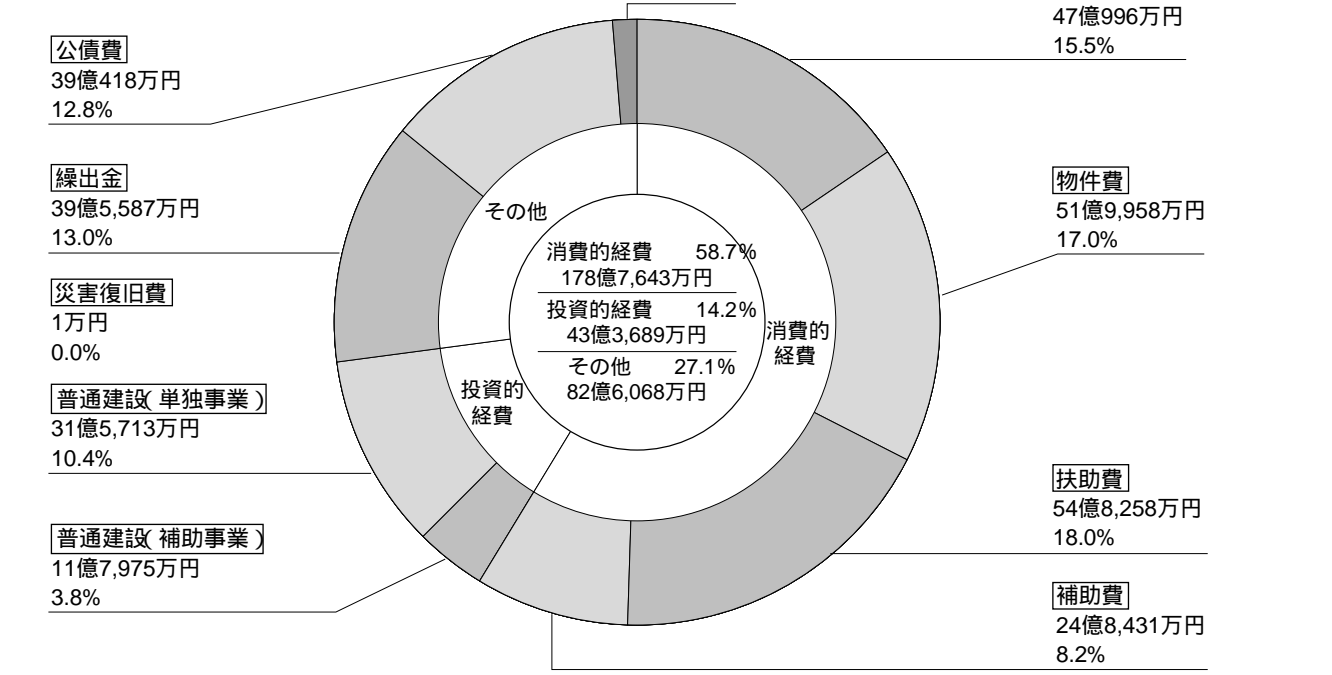 47億996万円
15.5%
公債費
39億418万円
12.8%
繰出金
39億5,587万円
13.0%
災害復旧費
1万円
0.0%
普通建設(単独事業)
31億5,713万円
10.4%
普通建設(補助事業)
11億7,975万円
3.8%
その他
消費的経費 58.7%
178億7,643万円
投資的経費 14.2%
43億3,689万円
その他 27.1%
82億6,068万円
消費的
経費
投資的
経費
物件費
51億9,958万円
17.0%
扶助費
54億8,258万円
18.0%
補助費
24億8,431万円
8.2%